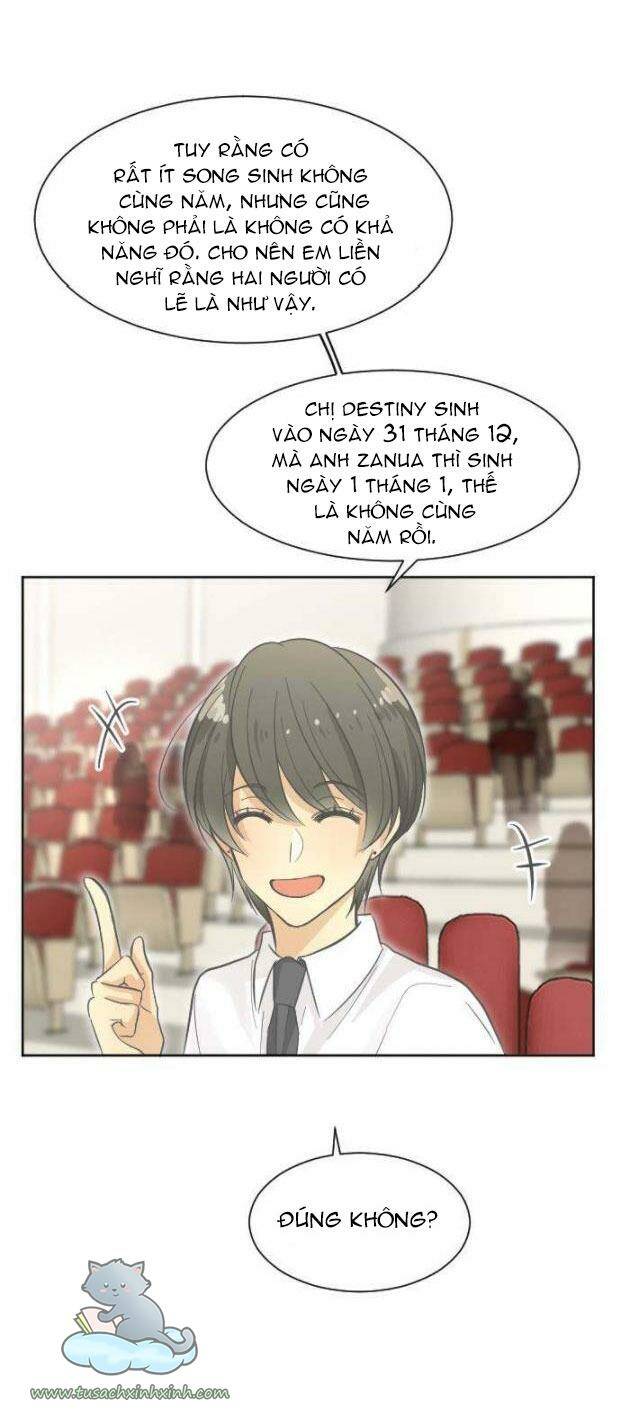 TUY RẰNG CÓ
RẤT ÍT SONG SINH KHÔNG
CÙNG NĂM, NHƯNG CŨNG
KHÔNG PHẢI LÀ KHÔNG CÓ KHẢ
NĂNG ĐÓ. CHO NÊN EM LIỀN
NGHĨ RẰNG HAI NGƯỜI CÓ
LẼ LÀ NHƯ VẬY.
CHỊ DESTINY SINH
VÀO NGÀY 31 THÁNG 12,
MÀ ANH ZANUA THÌ SINH
NGÀY 1 THÁNG 1, THẾ
LÀ KHÔNG CÙNG
NĂM RỒI.
ĐÚNG KHÔNG?
www.tusachxinhxinh.com